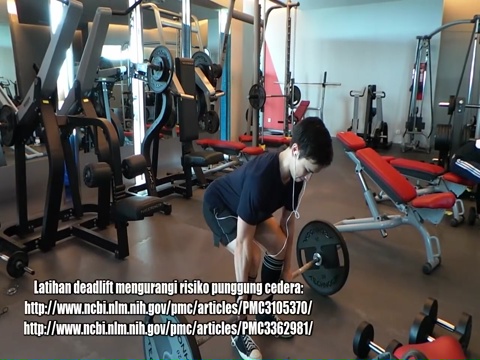 Latihan deadlift mengurangi risiko punggung cedera:
http://www.ncbi.nlm.nih.gov/pmc/articles/PMC3105370/
http://www.ncbi.nlm.nih.gov/pmc/articles/PMC3362981/